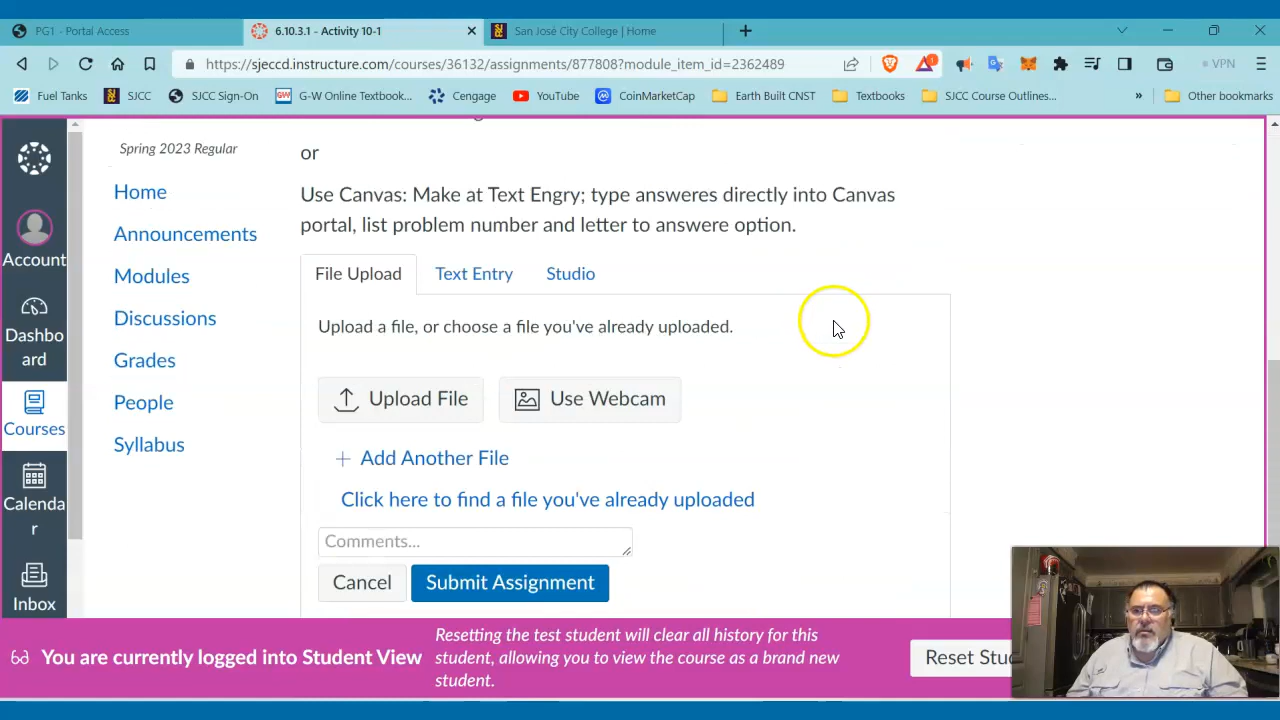 PG1 - Portal Access
6.10.3.1 - Activity 10-1
San José City College | Home
https://sjeccd.instructure.com/courses/36132/assignments/877808?module_item_id=2362489
VPN
Fuel Tanks
SJCC
SJCC Sign-On
G-W Online Textbook...
Cengage
YouTube
CoinMarketCap
Earth Built CNST
Textbooks
SJCC Course Outlines...
»
Other bookmarks
Spring 2023 Regular
Home
Announcements
Modules
Discussions
Grades
People
Syllabus
Account
Dashbo
ard
Courses
Calenda
r
Inbox
or
Use Canvas: Make at Text Engry; type answeres directly into Canvas
portal, list problem number and letter to answere option.
File Upload
Text Entry
Studio
Upload a file, or choose a file you've already uploaded.
Upload File
Use Webcam
+ Add Another File
Click here to find a file you've already uploaded
Comments...
Cancel
Submit Assignment
You are currently logged into Student View
Resetting the test student will clear all history for this
student, allowing you to view the course as a brand new
student.
Reset Stu